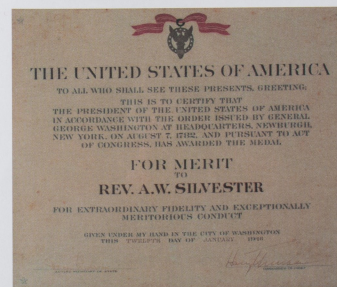 THE UNITED STATES OF AMERICA
TO ALL WHO SHALL SEE THESE PRESENTS, GREETING:
THIS IS TO CERTIFY THAT
THE PRESIDENT OF THE UNITED STATES OF AMERICA
IN ACCORDANCE WITH THE ORDER ISSUED BY GENERAL
GEORGE WASHINGTON AT HEADQUARTERS, NEWBURGH,
NEW YORK, ON AUGUST 7, 1782, AND PURSUANT TO ACT
OF CONGRESS, HAS AWARDED THE MEDAL
FOR MERIT
TO
REV. A.W. SILVESTER
FOR EXTRAORDINARY FIDELITY AND EXCEPTIONALLY
MERITORIOUS CONDUCT
GIVEN UNDER MY HAND IN THE CITY OF WASHINGTON
THIS TWELFTH DAY OF JANUARY